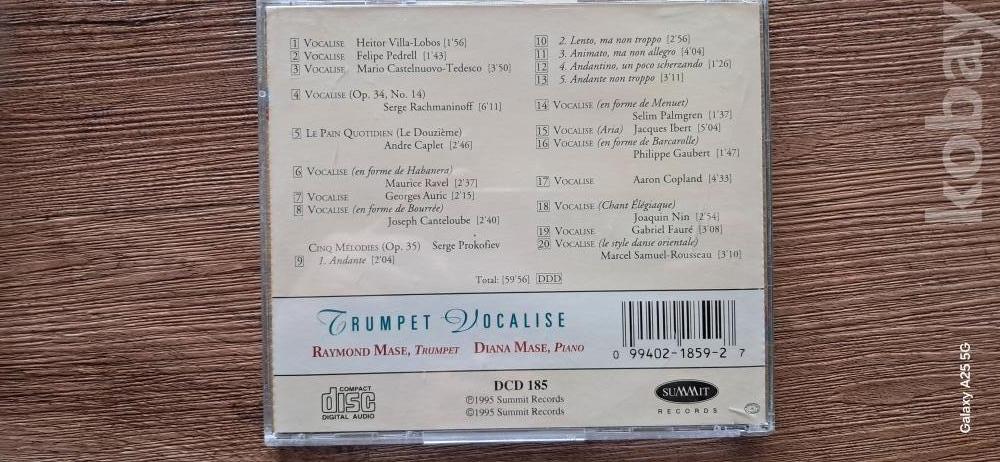 1 VOCALISE Heitor Villa-Lobos [1'56]
2 VOCALISE Felipe Pedrell [1'43]
3 VOCALISE Mario Castelnuovo-Tedesco [3'50]
4 VOCALISE (Op. 34, No. 14)
Serge Rachmaninoff [6'11]
5 LE PAIN QUOTIDIEN (Le Douzième)
Andre Caplet [2'46]
6 VOCALISE (en forme de Habanera)
Maurice Ravel [2'37]
7 VOCALISE Georges Auric [2'15]
8 VOCALISE (en forme de Bourrée)
Joseph Canteloube [2'40]
CINQ MÉLODIES (Op. 35) Serge Prokofiev
9 1. Andante [2'04]
10 2. Lento, ma non troppo [2'56]
11 3. Animato, ma non allegro [4'04]
12 4. Andantino, un poco scherzando [1'26]
13 5. Andante non troppo [3'11]
14 VOCALISE (en forme de Menuet)
Selim Palmgren [1'37]
15 VOCALISE (Aria) Jacques Ibert [5'04]
16 VOCALISE (en forme de Barcarolle)
Philippe Gaubert [1'47]
17 VOCALISE Aaron Copland [4'33]
18 VOCALISE (Chant Élégiaque)
Joaquin Nin [2'54]
19 VOCALISE Gabriel Fauré [3'08]
20 VOCALISE (le style danse orientale)
Marcel Samuel-Rousseau [3'10]
Total: [59'56] DDD
TRUMPET VOCALISE
RAYMOND MASE, TRUMPET DIANA MASE, PIANO
0 99402-1859-2 7
COMPACT
disc
DIGITAL AUDIO
DCD 185
℗1995 Summit Records
©1995 Summit Records
SUMMIT
RECORDS
kobay
Galaxy A25 5G